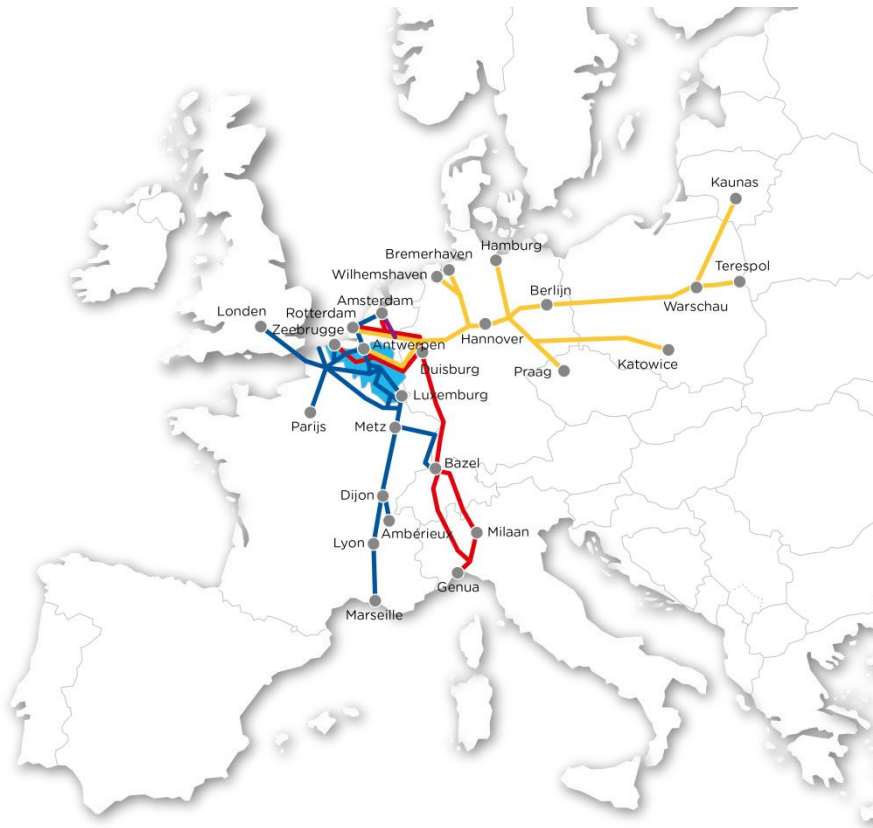 Kaunas
Hamburg
Bremerhaven
Terespol
Wilhemshaven
Berlijn
Amsterdam
Warschau
Londen
Rotterdam
Zeebrugge
Hannover
Antwerpen
Katowice
Duisburg
Praag
Luxemburg
Parijs
Metz
Bazel
Dijon
Ambérieux
Milaan
Lyon
Genua
Marseille